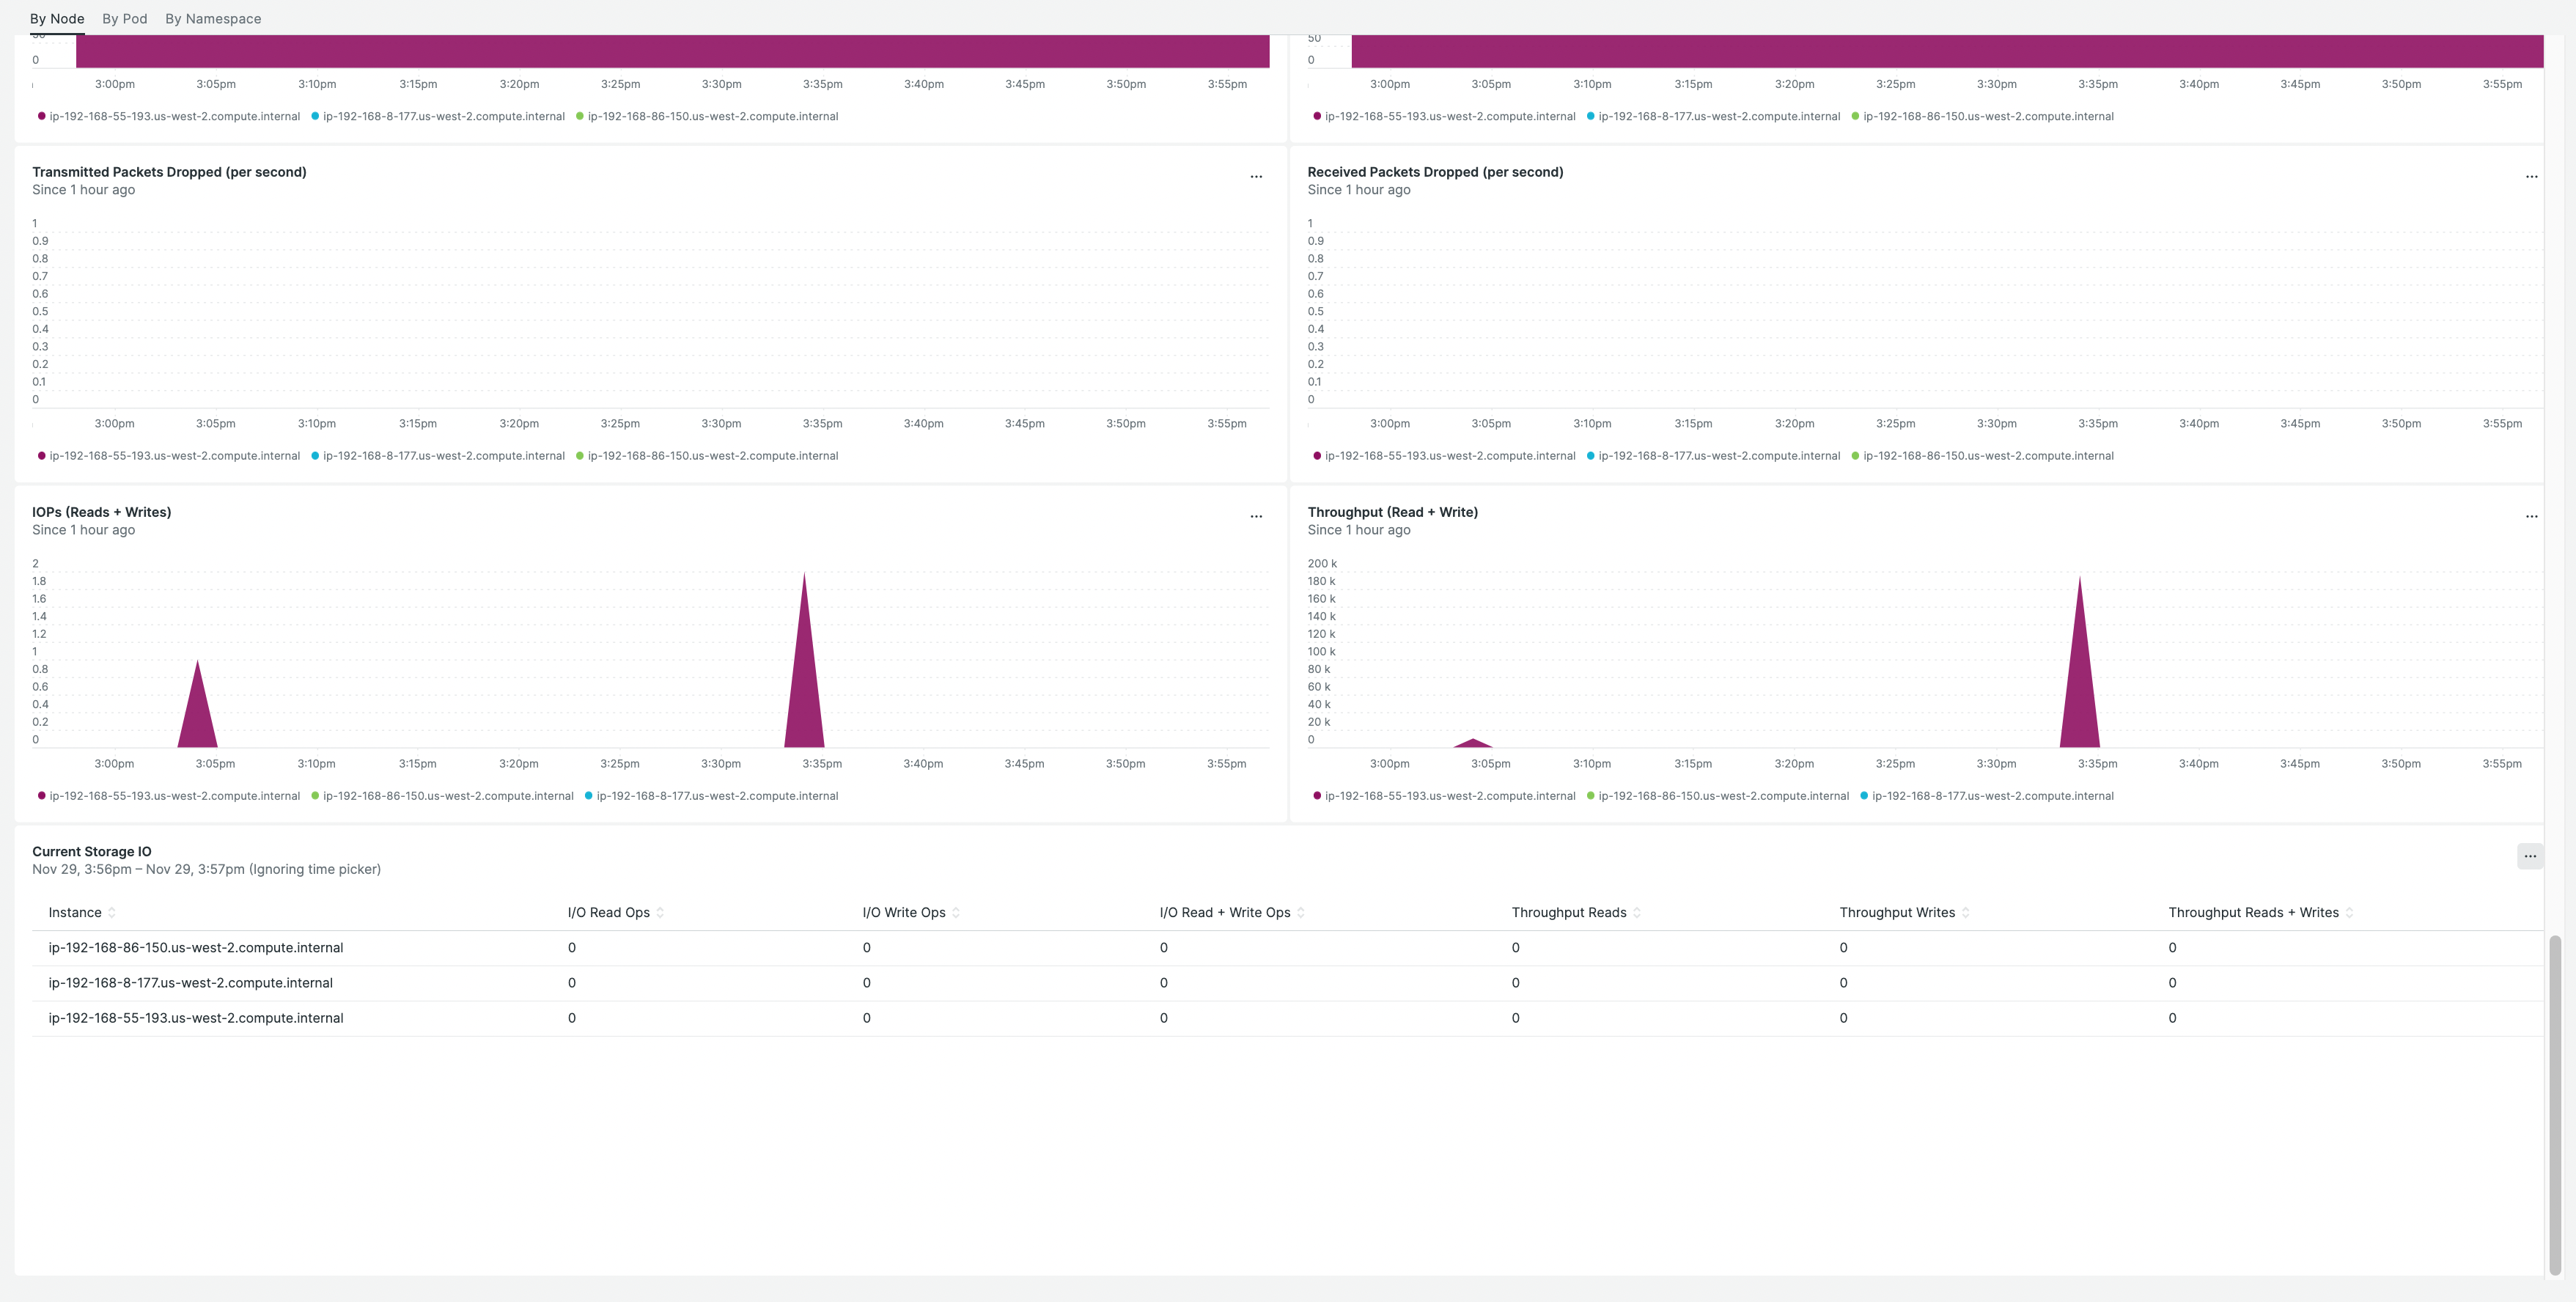 By Node By Pod By Namespace
0
3:00pm 3:05pm 3:10pm 3:15pm 3:20pm 3:25pm 3:30pm 3:35pm 3:40pm 3:45pm 3:50pm 3:55pm
ip-192-168-55-193.us-west-2.compute.internal ip-192-168-8-177.us-west-2.compute.internal ip-192-168-86-150.us-west-2.compute.internal
50
0
3:00pm 3:05pm 3:10pm 3:15pm 3:20pm 3:25pm 3:30pm 3:35pm 3:40pm 3:45pm 3:50pm 3:55pm
ip-192-168-55-193.us-west-2.compute.internal ip-192-168-8-177.us-west-2.compute.internal ip-192-168-86-150.us-west-2.compute.internal
Transmitted Packets Dropped (per second)
Since 1 hour ago
...
1
0.9
0.8
0.7
0.6
0.5
0.4
0.3
0.2
0.1
0
3:00pm 3:05pm 3:10pm 3:15pm 3:20pm 3:25pm 3:30pm 3:35pm 3:40pm 3:45pm 3:50pm 3:55pm
ip-192-168-55-193.us-west-2.compute.internal ip-192-168-8-177.us-west-2.compute.internal ip-192-168-86-150.us-west-2.compute.internal
Received Packets Dropped (per second)
Since 1 hour ago
...
1
0.9
0.8
0.7
0.6
0.5
0.4
0.3
0.2
0.1
0
3:00pm 3:05pm 3:10pm 3:15pm 3:20pm 3:25pm 3:30pm 3:35pm 3:40pm 3:45pm 3:50pm 3:55pm
ip-192-168-55-193.us-west-2.compute.internal ip-192-168-8-177.us-west-2.compute.internal ip-192-168-86-150.us-west-2.compute.internal
IOPs (Reads + Writes)
Since 1 hour ago
...
2
1.8
1.6
1.4
1.2
1
0.8
0.6
0.4
0.2
0
3:00pm 3:05pm 3:10pm 3:15pm 3:20pm 3:25pm 3:30pm 3:35pm 3:40pm 3:45pm 3:50pm 3:55pm
ip-192-168-55-193.us-west-2.compute.internal ip-192-168-86-150.us-west-2.compute.internal ip-192-168-8-177.us-west-2.compute.internal
Throughput (Read + Write)
Since 1 hour ago
...
200 k
180 k
160 k
140 k
120 k
100 k
80 k
60 k
40 k
20 k
0
3:00pm 3:05pm 3:10pm 3:15pm 3:20pm 3:25pm 3:30pm 3:35pm 3:40pm 3:45pm 3:50pm 3:55pm
ip-192-168-55-193.us-west-2.compute.internal ip-192-168-86-150.us-west-2.compute.internal ip-192-168-8-177.us-west-2.compute.internal
Current Storage IO
Nov 29, 3:56pm – Nov 29, 3:57pm (Ignoring time picker)
...
Instance I/O Read Ops I/O Write Ops I/O Read + Write Ops Throughput Reads Throughput Writes Throughput Reads + Writes
ip-192-168-86-150.us-west-2.compute.internal 0 0 0 0 0 0
ip-192-168-8-177.us-west-2.compute.internal 0 0 0 0 0 0
ip-192-168-55-193.us-west-2.compute.internal 0 0 0 0 0 0